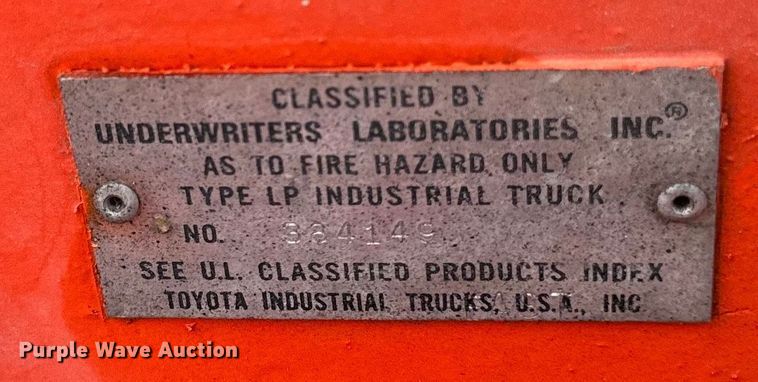 CLASSIFIED BY
UNDERWRITERS LABORATORIES INC.®
AS TO FIRE HAZARD ONLY
TYPE LP INDUSTRIAL TRUCK
NO. 384149
SEE U.L. CLASSIFIED PRODUCTS INDEX
TOYOTA INDUSTRIAL TRUCKS, U.S.A., INC
Purple Wave Auction